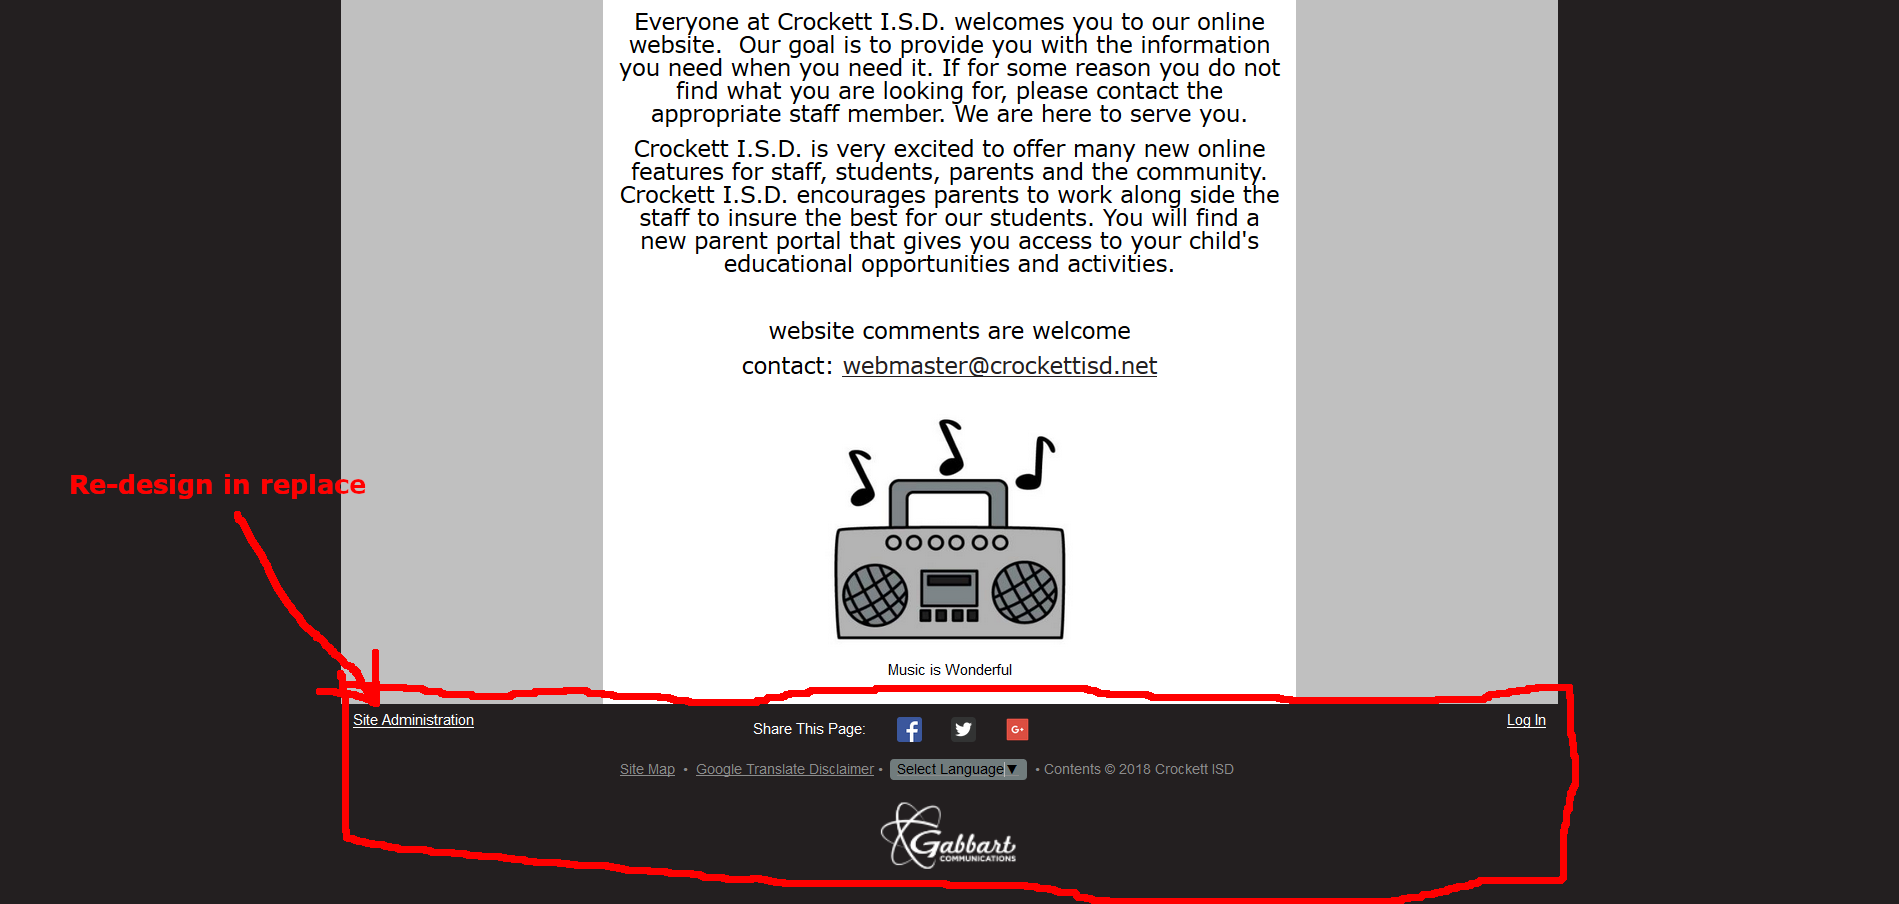 Everyone at Crockett I.S.D. welcomes you to our online
website.  Our goal is to provide you with the information
you need when you need it. If for some reason you do not
find what you are looking for, please contact the
appropriate staff member. We are here to serve you.
Crockett I.S.D. is very excited to offer many new online
features for staff, students, parents and the community.
Crockett I.S.D. encourages parents to work along side the
staff to insure the best for our students. You will find a
new parent portal that gives you access to your child's
educational opportunities and activities.
website comments are welcome
contact: webmaster@crockettisd.net
Re-design in replace
Music is Wonderful
Site Administration
Share This Page:
G+
Log In
Site Map • Google Translate Disclaimer • Select Language ▼ • Contents © 2018 Crockett ISD
Gabbart
COMMUNICATIONS